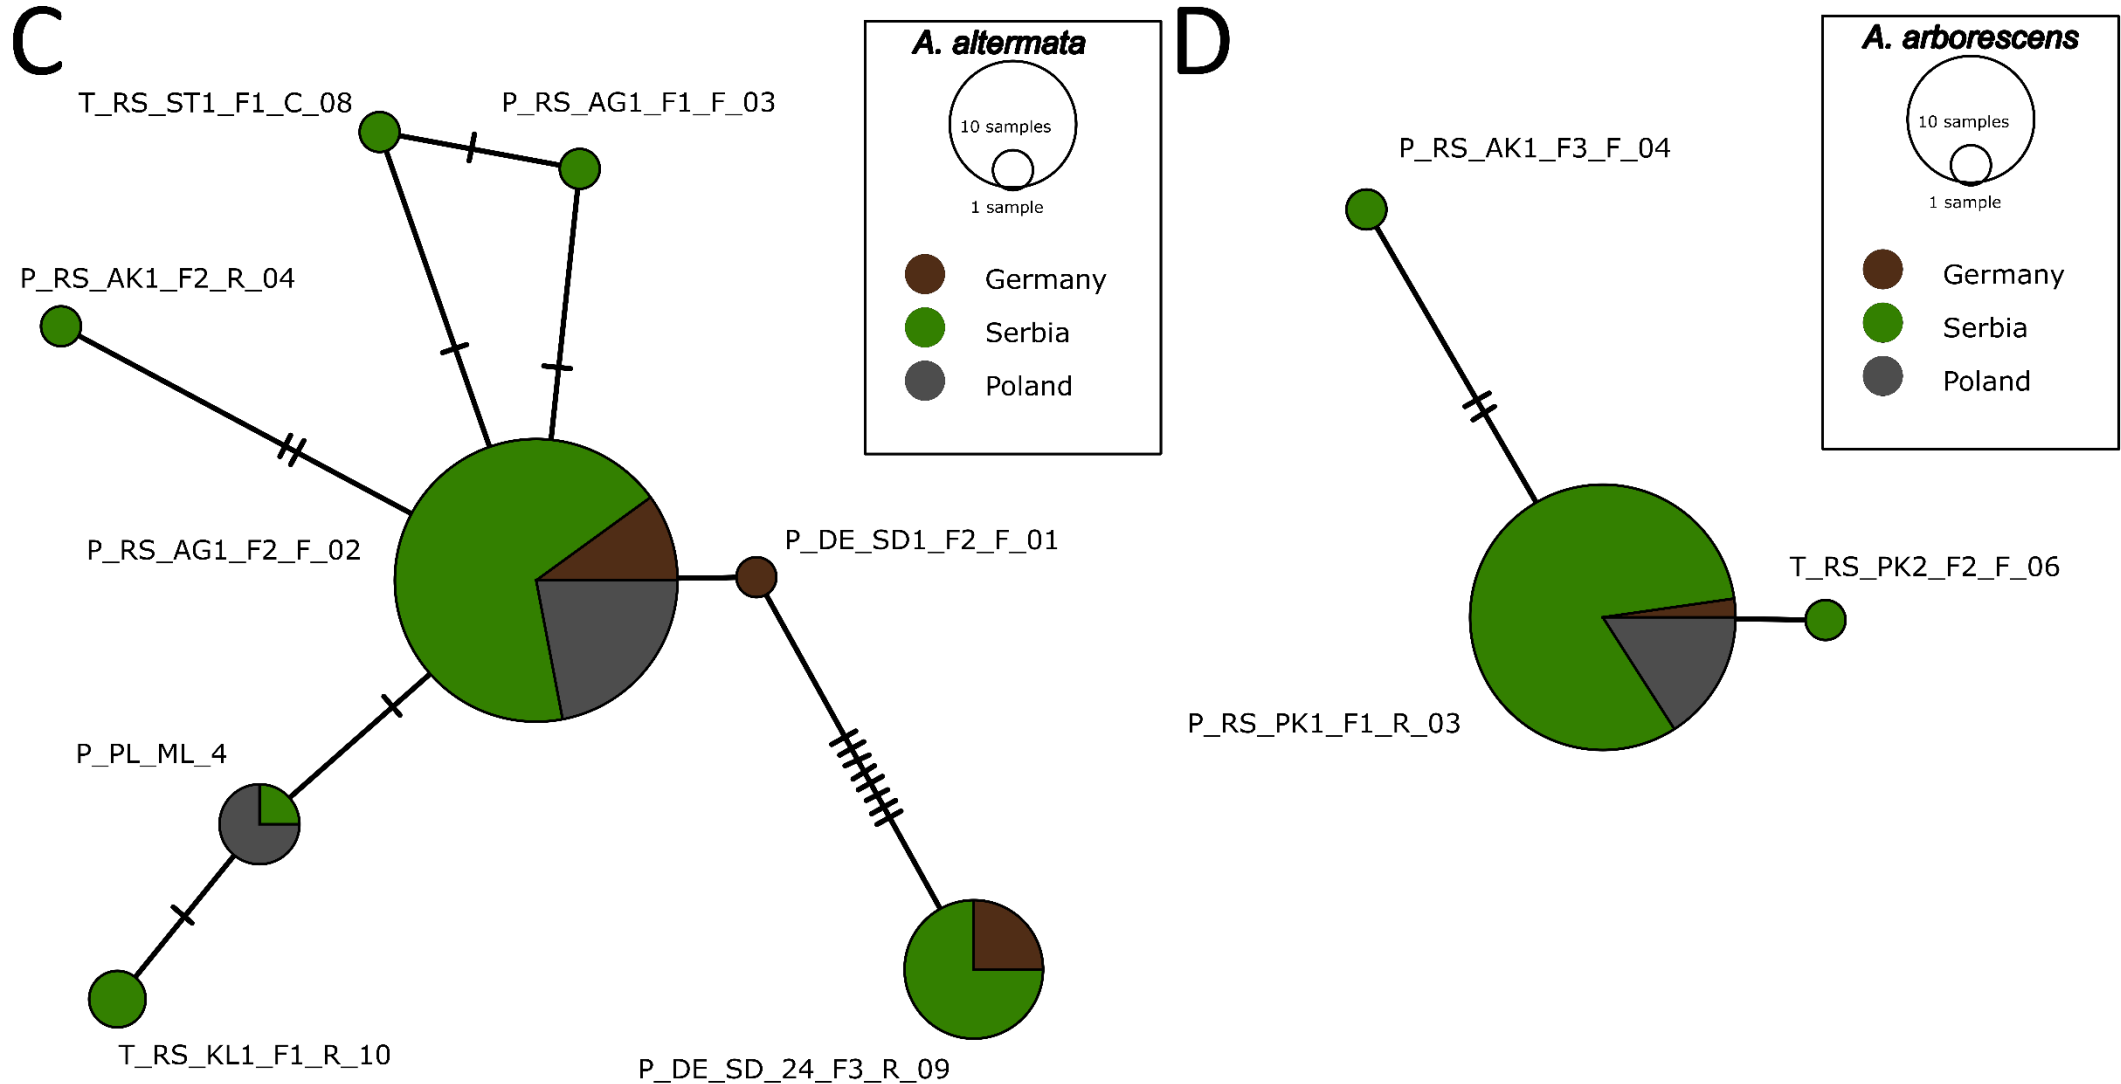 C
T_RS_ST1_F1_C_08
P_RS_AG1_F1_F_03
P_RS_AK1_F2_R_04
P_RS_AG1_F2_F_02
P_DE_SD1_F2_F_01
P_PL_ML_4
T_RS_KL1_F1_R_10
P_DE_SD_24_F3_R_09
A. altermata
10 samples
1 sample
Germany
Serbia
Poland
D
P_RS_AK1_F3_F_04
T_RS_PK2_F2_F_06
P_RS_PK1_F1_R_03
A. arborescens
10 samples
1 sample
Germany
Serbia
Poland